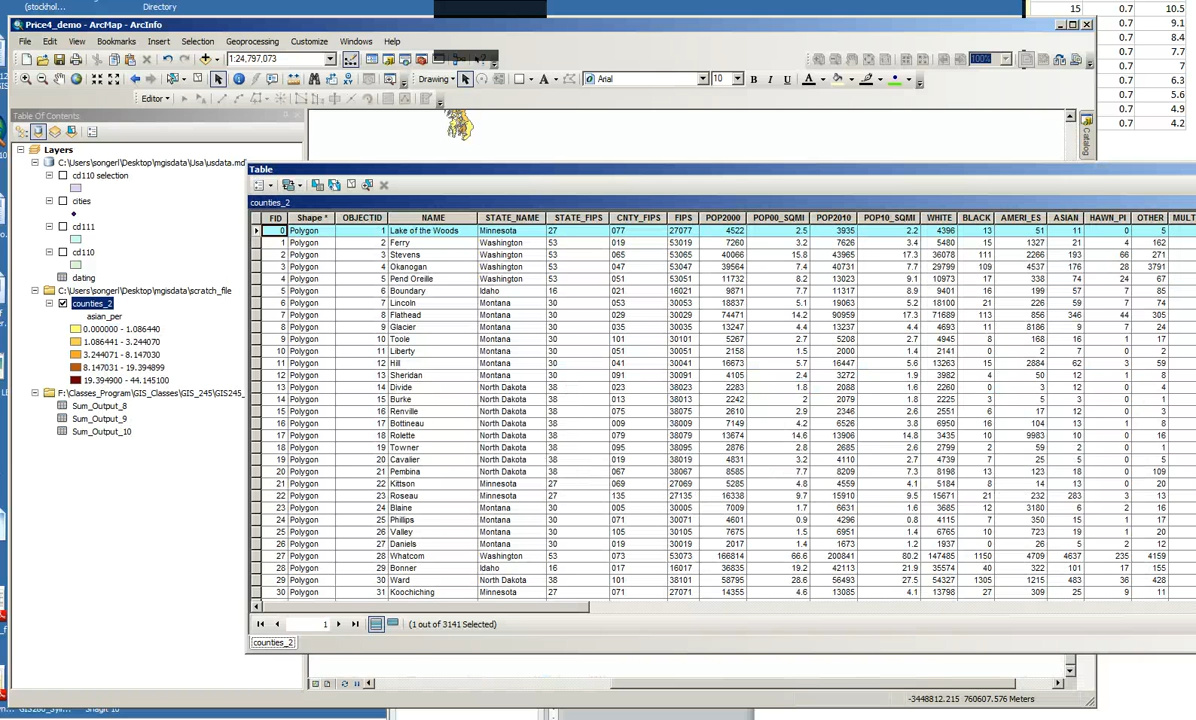 (stockhol...
Directory
15 0.7 10.5
0.7 9.1
0.7 8.4
0.7 7.7
0.7 7
0.7 6.3
0.7 5.6
0.7 4.9
0.7 4.2
Price4_demo - ArcMap - ArcInfo
File Edit View Bookmarks Insert Selection Geoprocessing Customize Windows Help
1:24,797,073
100%
Drawing Arial 10 B I U A
Editor
Table Of Contents
Catalog
Layers
C:\Users\songerl\Desktop\mgisdata\Usa\usdata.md
cd110 selection
cities
cd111
cd110
dating
C:\Users\songerl\Desktop\mgisdata\scratch_file
counties_2
asian_per
0.000000 - 1.086440
1.086441 - 3.244070
3.244071 - 8.147030
8.147031 - 19.394899
19.394900 - 44.145100
F:\Classes_Program\GIS_Classes\GIS_245\GIS245_
Sum_Output_8
Sum_Output_9
Sum_Output_10
Table
counties_2
FID Shape * OBJECTID NAME STATE_NAME STATE_FIPS CNTY_FIPS FIPS POP2000 POP00_SQMI POP2010 POP10_SQMI WHITE BLACK AMERI_ES ASIAN HAWN_PI OTHER MULT
0 Polygon 1 Lake of the Woods Minnesota 27 077 27077 4522 2.5 3935 2.2 4396 13 51 11 0 5
1 Polygon 2 Ferry Washington 53 019 53019 7260 3.2 7626 3.4 5480 15 1327 21 4 162
2 Polygon 3 Stevens Washington 53 065 53065 40066 15.8 43965 17.3 36078 111 2266 193 66 271
3 Polygon 4 Okanogan Washington 53 047 53047 39564 7.4 40731 7.7 29799 109 4537 176 28 3791
4 Polygon 5 Pend Oreille Washington 53 051 53051 11732 8.2 13023 9.1 10973 17 338 74 24 67
5 Polygon 6 Boundary Idaho 16 021 16021 9871 7.7 11317 8.9 9401 16 199 57 7 85
6 Polygon 7 Lincoln Montana 30 053 30053 18837 5.1 19063 5.2 18100 21 226 59 7 74
7 Polygon 8 Flathead Montana 30 029 30029 74471 14.2 90959 17.3 71689 113 856 346 44 305
8 Polygon 9 Glacier Montana 30 035 30035 13247 4.4 13237 4.4 4693 11 8186 9 7 24
9 Polygon 10 Toole Montana 30 101 30101 5267 2.7 5208 2.7 4945 8 168 16 1 17
10 Polygon 11 Liberty Montana 30 051 30051 2158 1.5 2000 1.4 2141 0 2 7 0 2
11 Polygon 12 Hill Montana 30 041 30041 16673 5.7 16354 5.6 13263 15 2884 62 3 59
12 Polygon 13 Sheridan Montana 30 091 30091 4105 2.4 3272 1.9 3982 4 50 12 1 8
13 Polygon 14 Divide North Dakota 38 023 38023 2283 1.8 2088 1.6 2260 0 3 12 0 4
14 Polygon 15 Burke North Dakota 38 013 38013 2242 2 2079 1.8 2225 3 5 3 0 1
15 Polygon 16 Renville North Dakota 38 075 38075 2610 2.9 2346 2.6 2551 6 17 12 0 3
16 Polygon 17 Bottineau North Dakota 38 009 38009 7149 4.2 6526 3.8 6950 16 104 13 1 8
17 Polygon 18 Rolette North Dakota 38 079 38079 13674 14.6 13906 14.8 3435 10 9983 10 0 16
18 Polygon 19 Towner North Dakota 38 095 38095 2876 2.8 2685 2.6 2799 2 53 2 0 1
19 Polygon 20 Cavalier North Dakota 38 019 38019 4831 3.2 4406 2.9 4739 7 25 5 0 5
20 Polygon 21 Pembina North Dakota 38 067 38067 8585 7.7 8209 7.3 8192 13 123 18 0 109
21 Polygon 22 Kittson Minnesota 27 069 27069 5285 4.8 4559 4.1 5184 8 14 13 0 20
22 Polygon 23 Roseau Minnesota 27 135 27135 16338 9.7 15910 9.5 15671 21 232 283 3 13
23 Polygon 24 Blaine Montana 30 005 30005 7009 1.7 6631 1.6 3685 12 3180 6 2 16
24 Polygon 25 Phillips Montana 30 071 30071 4601 0.9 4296 0.8 4115 7 350 15 1 17
25 Polygon 26 Valley Montana 30 105 30105 7675 1.5 6951 1.4 6765 10 723 19 1 20
26 Polygon 27 Daniels Montana 30 019 30019 2017 1.4 1673 1.2 1937 0 26 5 2 12
27 Polygon 28 Whatcom Washington 53 073 53073 166814 66.6 200841 80.2 147485 1150 4709 4637 235 4159
28 Polygon 29 Bonner Idaho 16 017 16017 36835 19.2 42113 21.9 35574 40 322 101 17 155
29 Polygon 30 Ward North Dakota 38 101 38101 58795 28.6 56493 27.5 54327 1305 1215 483 36 428
30 Polygon 31 Koochiching Minnesota 27 071 27071 14355 4.6 13085 4.1 13798 27 309 25 9 11
1 (1 out of 3141 Selected)
counties_2
-3448812.215 760607.576 Meters